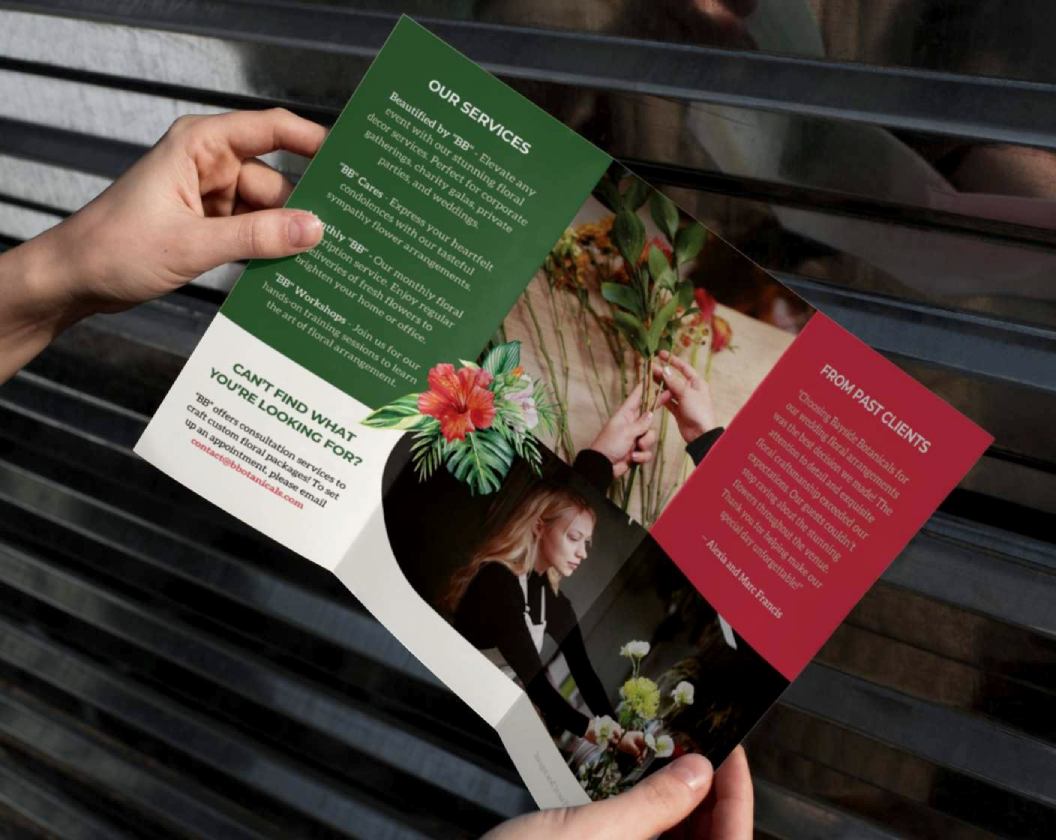 OUR SERVICES
Beautified by "BB" - Elevate any
event with our stunning floral
decor services. Perfect for corporate
gatherings, charity galas, private
parties, and weddings.
"BB" Cares - Express your heartfelt
condolences with our tasteful
sympathy flower arrangements.
"BB" - Our monthly floral
service. Enjoy regular
deliveries of fresh flowers to
brighten your home or office.
"BB" Workshops - Join us for our
hands-on training sessions to learn
the art of floral arrangement.
CAN'T FIND WHAT
YOU'RE LOOKING FOR?
"BB" offers consultation services to
craft custom floral packages! To set
up an appointment, please email
contact@bbotanicals.com
FROM PAST CLIENTS
"Choosing Bayside Botanicals for
our wedding floral arrangements
was the best decision we made! The
attention to detail and exquisite
floral craftsmanship exceeded our
expectations. Our guests couldn't
stop raving about the stunning
flowers throughout the venue.
Thank you for helping make our
special day unforgettable!"
— Alexia and Marc Francis